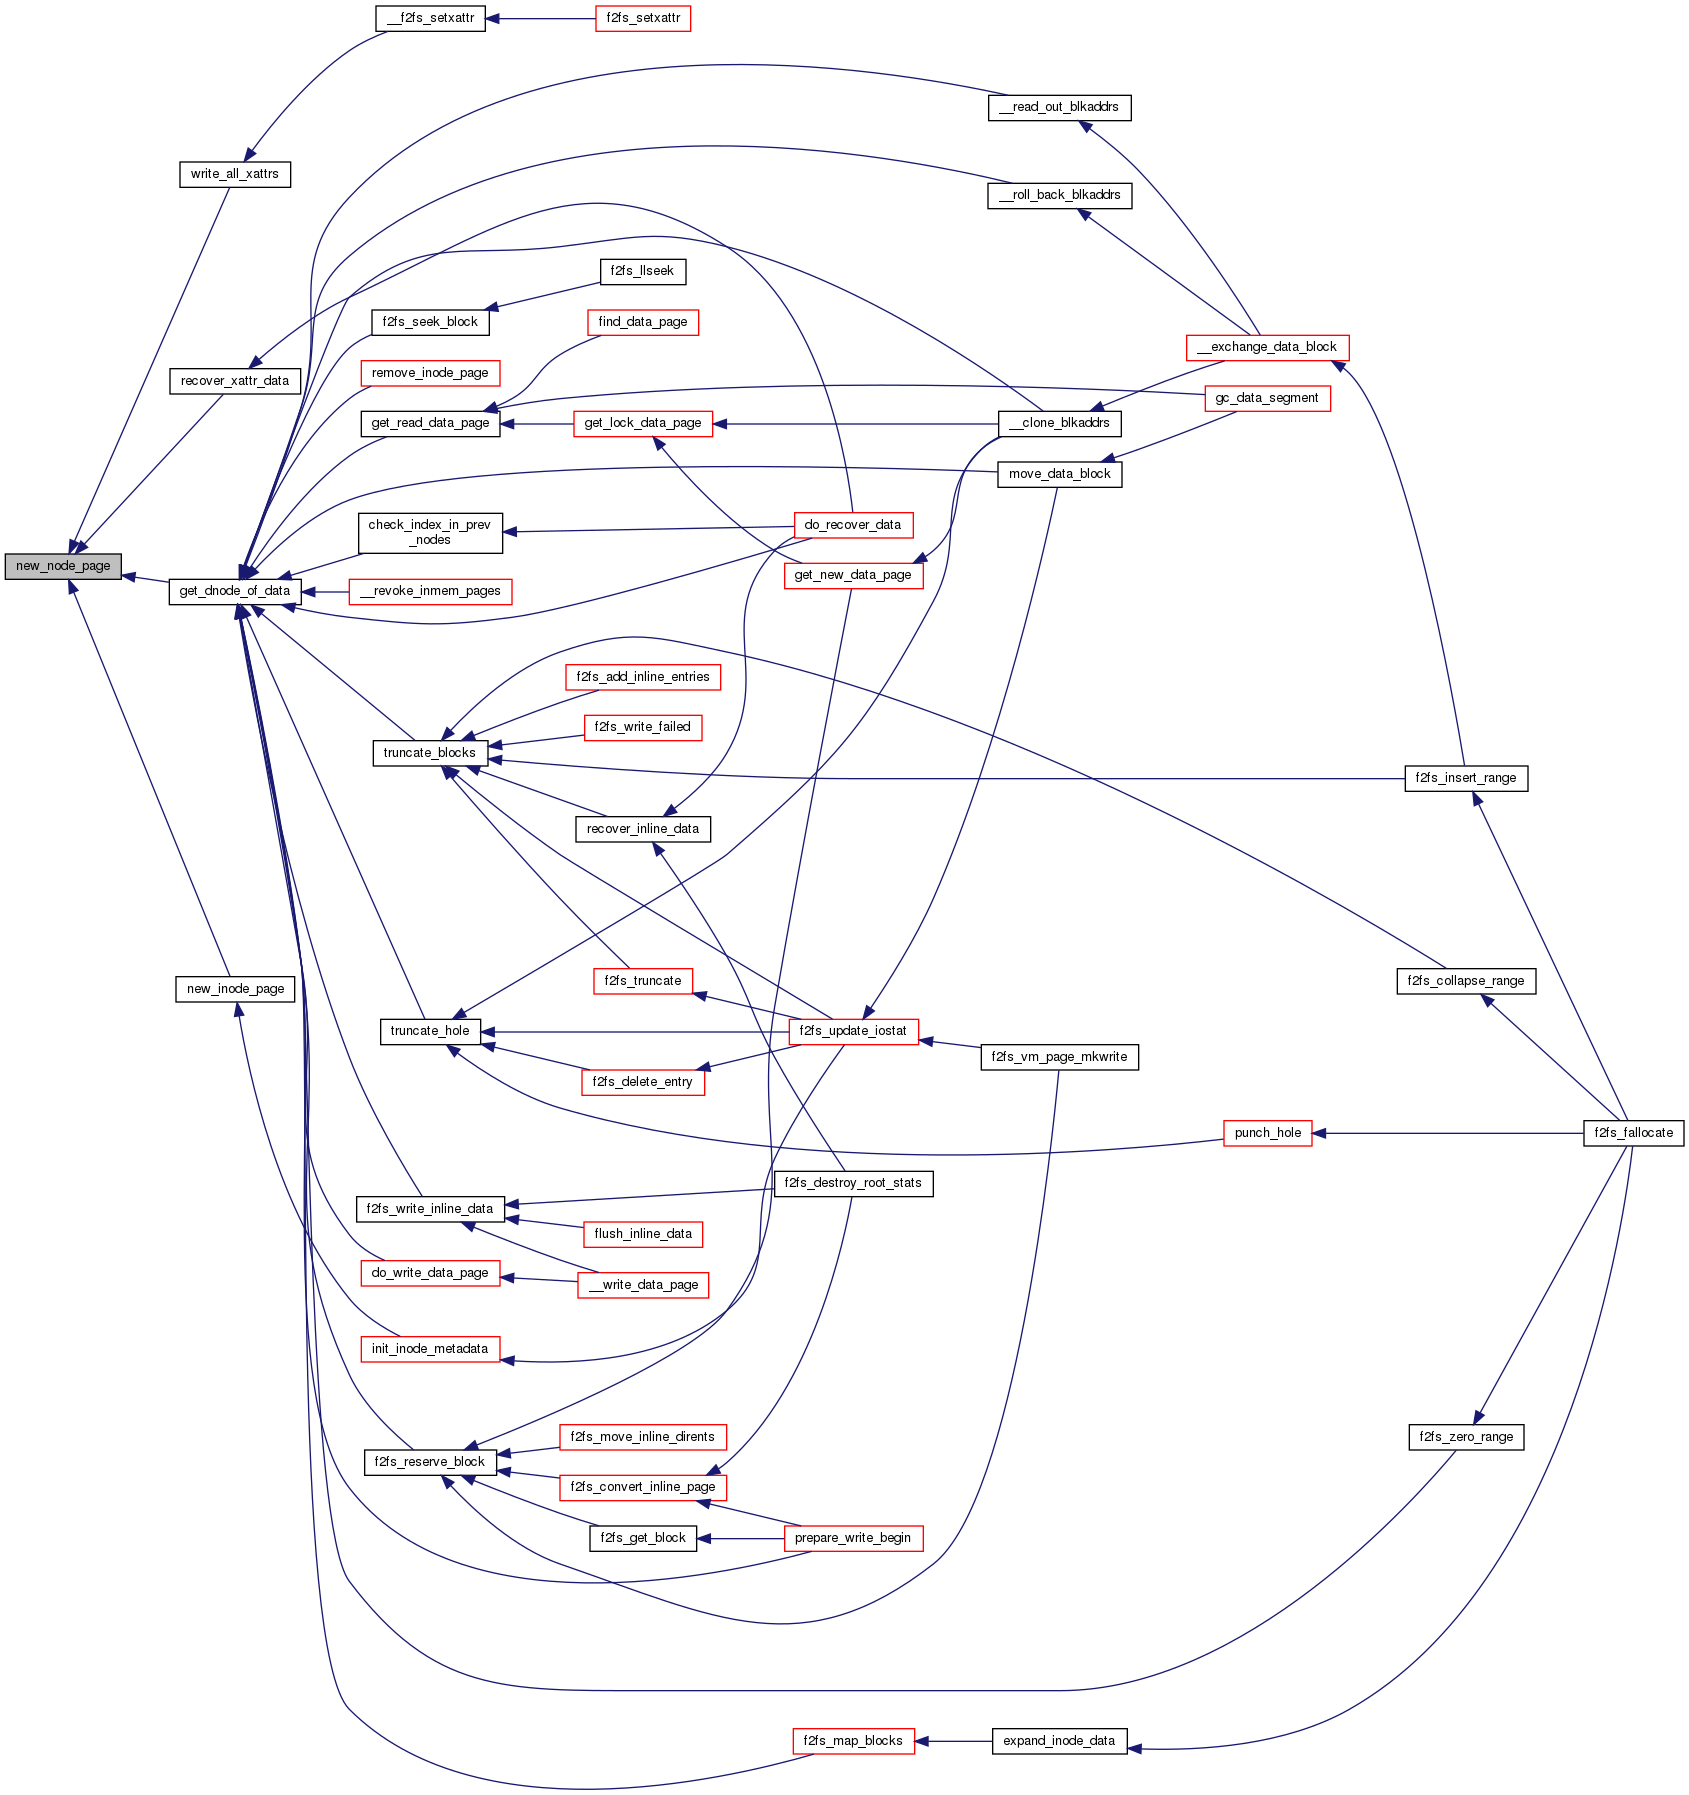 __f2fs_setxattr
f2fs_setxattr
__read_out_blkaddrs
write_all_xattrs
__roll_back_blkaddrs
f2fs_llseek
f2fs_seek_block
find_data_page
__exchange_data_block
remove_inode_page
recover_xattr_data
gc_data_segment
get_read_data_page
get_lock_data_page
__clone_blkaddrs
move_data_block
check_index_in_prev
_nodes
do_recover_data
new_node_page
get_new_data_page
get_dnode_of_data
__revoke_inmem_pages
f2fs_add_inline_entries
f2fs_write_failed
truncate_blocks
f2fs_insert_range
recover_inline_data
f2fs_truncate
f2fs_collapse_range
new_inode_page
truncate_hole
f2fs_update_iostat
f2fs_vm_page_mkwrite
f2fs_delete_entry
punch_hole
f2fs_fallocate
f2fs_destroy_root_stats
f2fs_write_inline_data
flush_inline_data
do_write_data_page
__write_data_page
init_inode_metadata
f2fs_move_inline_dirents
f2fs_zero_range
f2fs_reserve_block
f2fs_convert_inline_page
f2fs_get_block
prepare_write_begin
f2fs_map_blocks
expand_inode_data